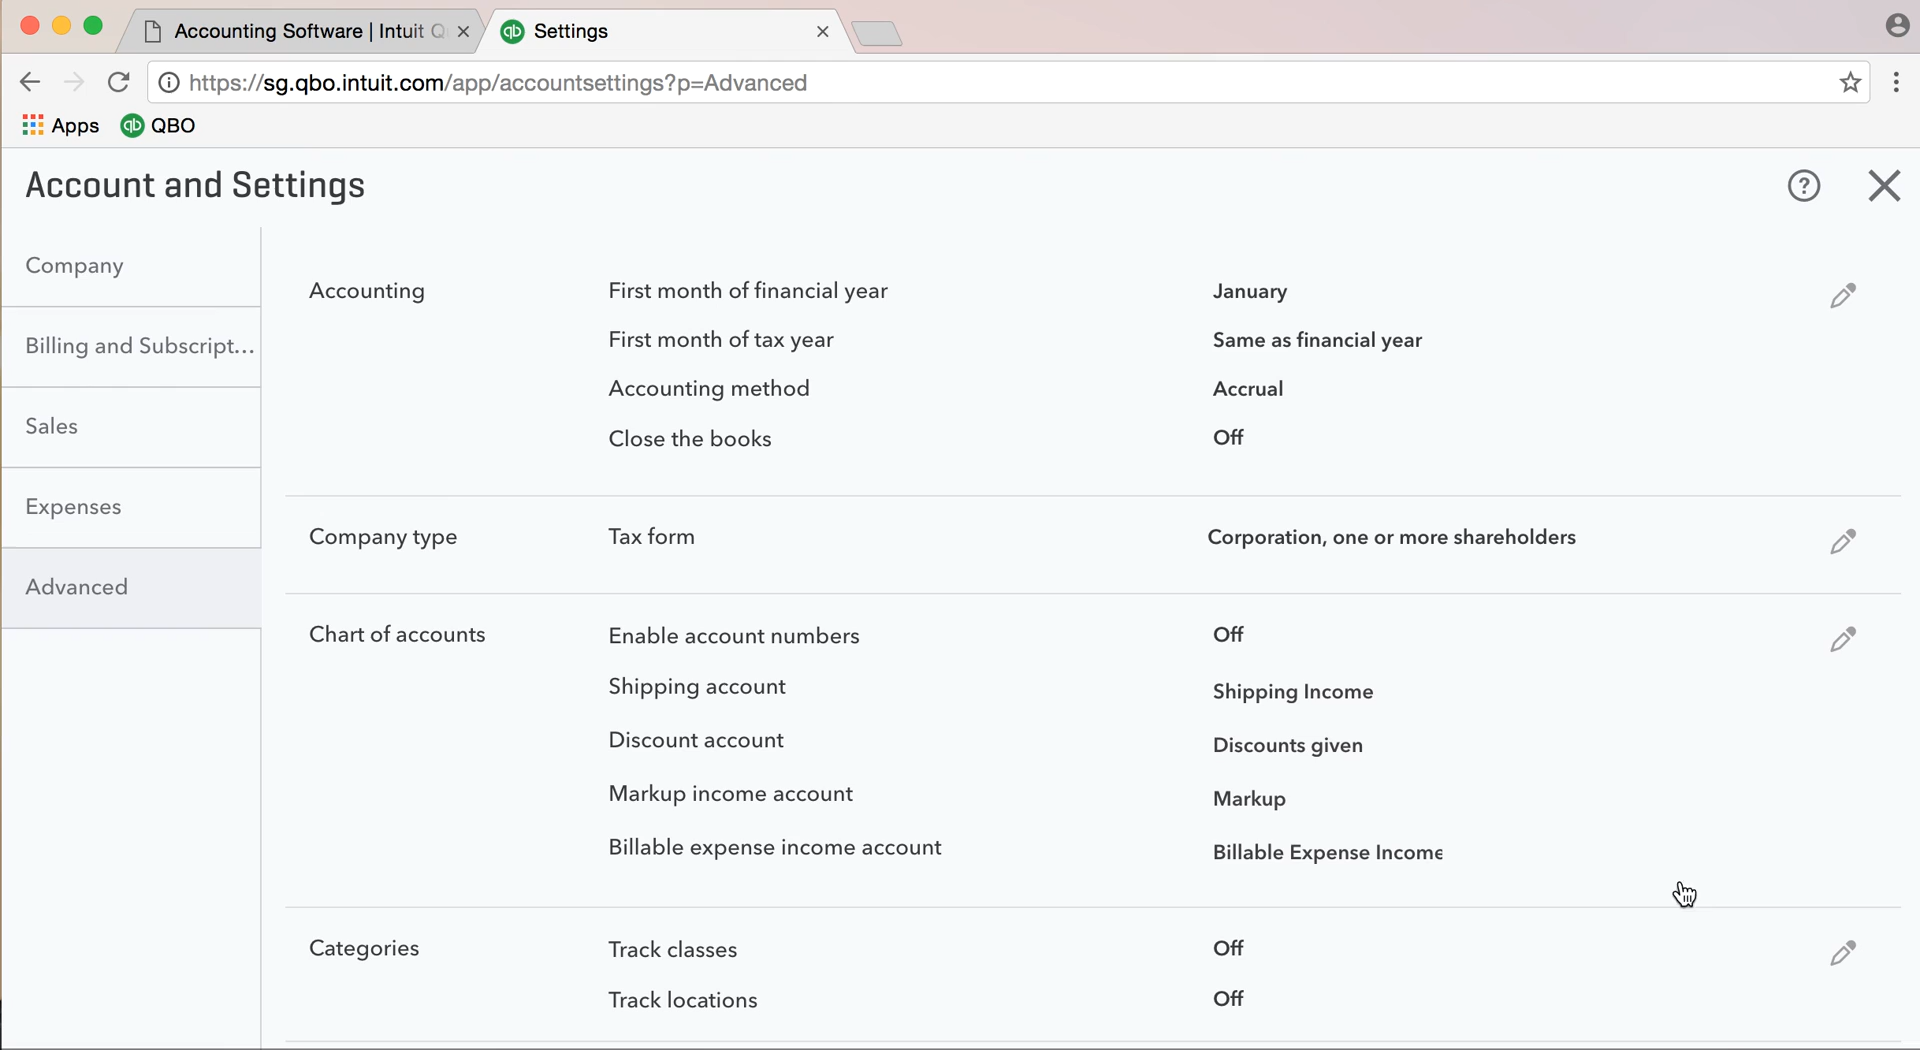 Accounting Software | Intuit Q
Settings
https://sg.qbo.intuit.com/app/accountsettings?p=Advanced
Apps
qb QBO
Account and Settings
Company
Billing and Subscript...
Sales
Expenses
Advanced
Accounting
First month of financial year January
First month of tax year Same as financial year
Accounting method Accrual
Close the books Off
Company type
Tax form Corporation, one or more shareholders
Chart of accounts
Enable account numbers Off
Shipping account Shipping Income
Discount account Discounts given
Markup income account Markup
Billable expense income account Billable Expense Income
Categories
Track classes Off
Track locations Off